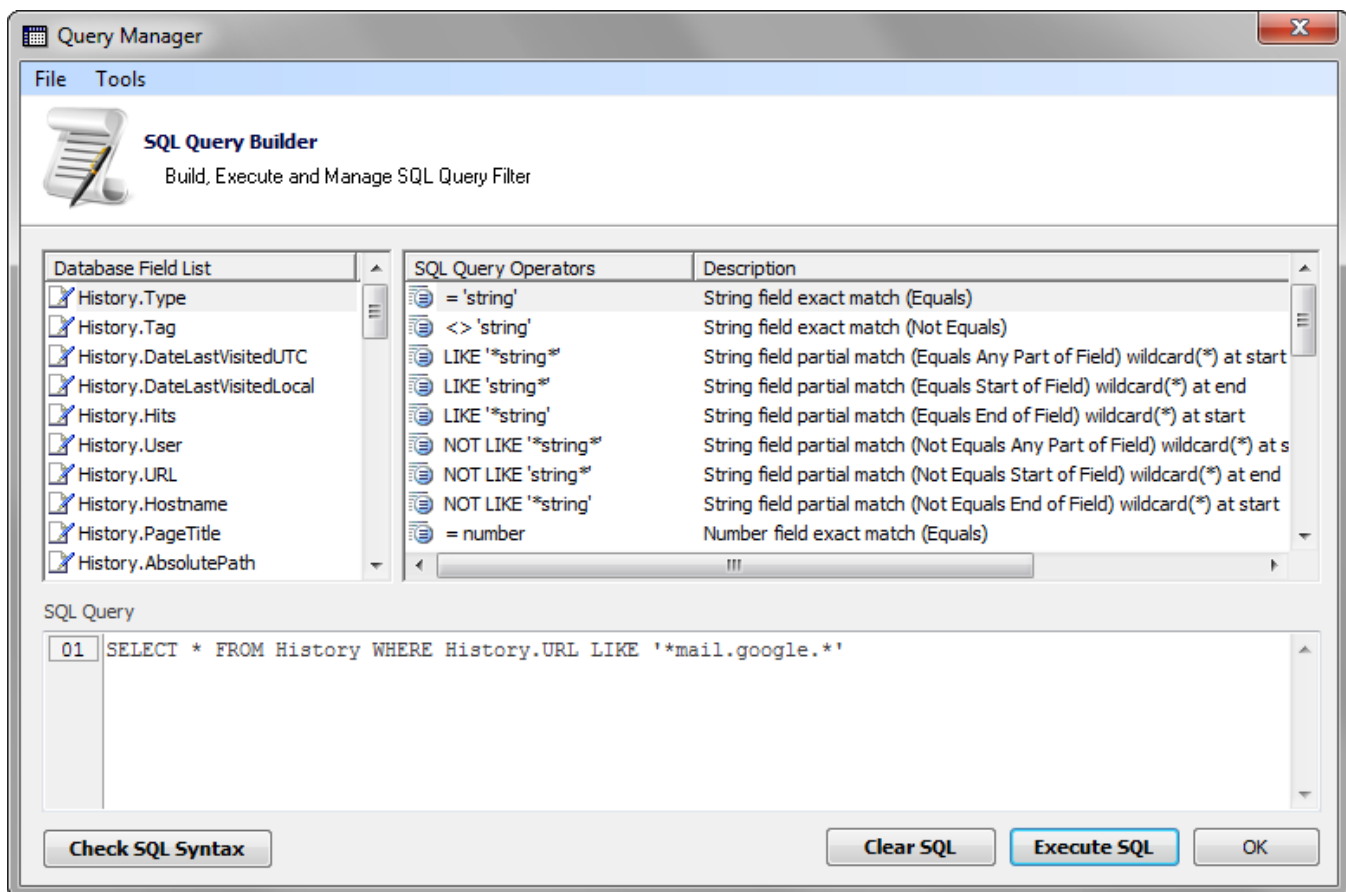 Query Manager
File Tools
SQL Query Builder
Build, Execute and Manage SQL Query Filter
Database Field List
History.Type
History.Tag
History.DateLastVisitedUTC
History.DateLastVisitedLocal
History.Hits
History.User
History.URL
History.Hostname
History.PageTitle
History.AbsolutePath
SQL Query Operators Description
= 'string' String field exact match (Equals)
<> 'string' String field exact match (Not Equals)
LIKE '*string*' String field partial match (Equals Any Part of Field) wildcard(*) at start
LIKE 'string*' String field partial match (Equals Start of Field) wildcard(*) at end
LIKE '*string' String field partial match (Equals End of Field) wildcard(*) at start
NOT LIKE '*string*' String field partial match (Not Equals Any Part of Field) wildcard(*) at s
NOT LIKE 'string*' String field partial match (Not Equals Start of Field) wildcard(*) at end
NOT LIKE '*string' String field partial match (Not Equals End of Field) wildcard(*) at start
= number Number field exact match (Equals)
SQL Query
01 SELECT * FROM History WHERE History.URL LIKE '*mail.google.*'
Check SQL Syntax Clear SQL Execute SQL OK